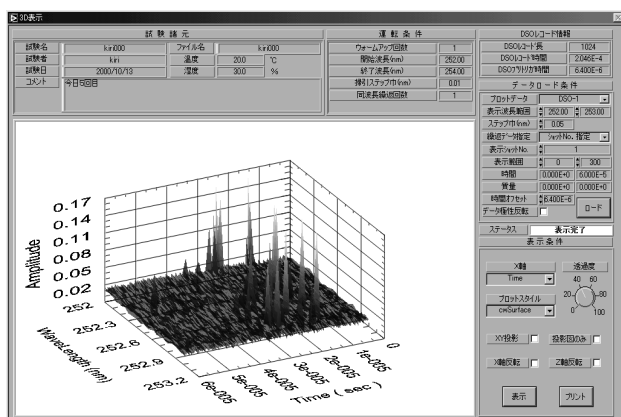 3D表示
試験諸元
試験名 kiri000 ファイル名 kiri000
試験者 kiri 温度 20.0 ℃
試験日 2000/10/13 湿度 30.0 %
コメント 今日5回目
運転条件
ウォームアップ回数 1
開始波長(nm) 252.00
終了波長(nm) 254.00
掃引ステップ巾(nm) 0.01
同波長繰返回数 1
DSOレコード情報
DSOレコード長 1024
DSOレコード時間 2.046E-4
DSOプリトリガ時間 6.400E-6
データロード条件
プロットデータ DSO-1
表示波長範囲 252.00 253.00
ステップ巾(nm) 0.05
繰返データ指定 ショットNo. 指定
表示ショットNo. 1
表示範囲 0 300
時間 0.000E+0 6.000E-5
質量 0.000E+0 0.000E+0
時間オフセット 6.400E-6
データ極性反転
ロード
ステータス 表示完了
表示条件
X軸
Time
プロットスタイル
cwSurface
透過度
40 60
20 80
0 100
XY投影 投影図のみ
X軸反転 Z軸反転
表示 プリント
Amplitude
0.17
0.14
0.11
0.08
0.05
0.02
WaveLength(nm)
252
252.3
252.6
252.9
253.2
6e-005
5e-005
4e-005
3e-005
2e-005
1e-005
0
Time ( sec )